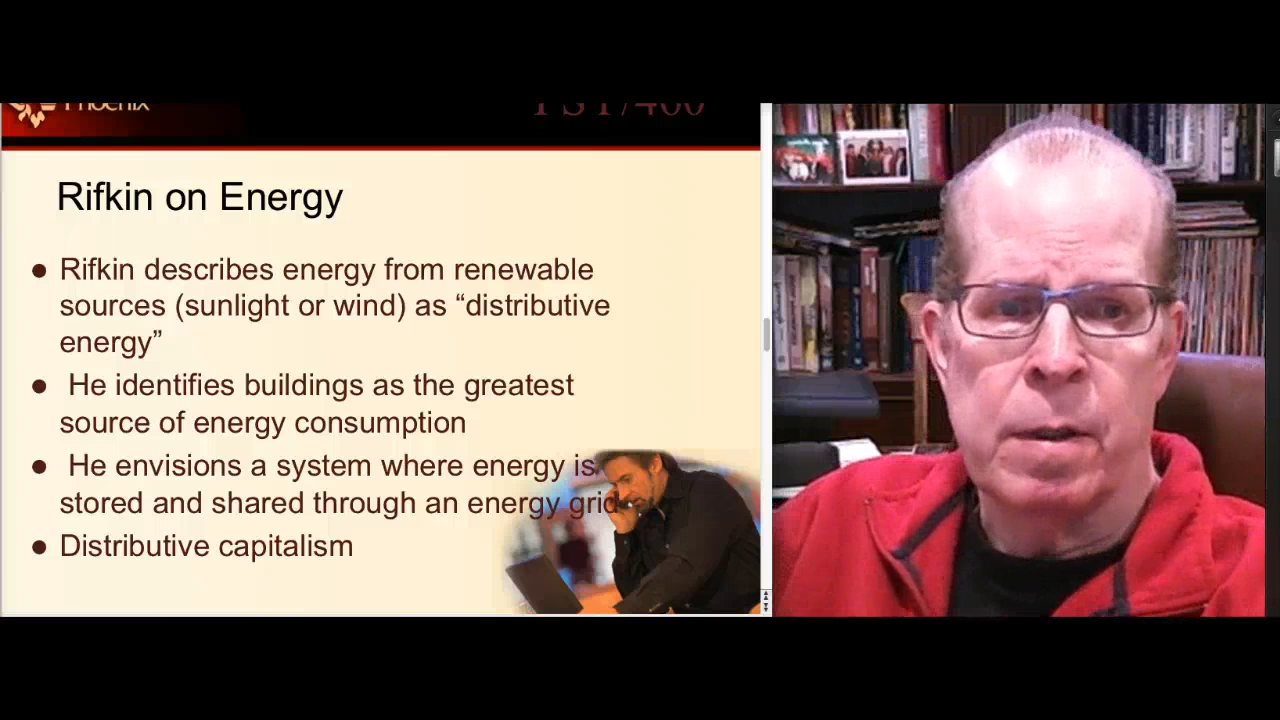 Phoenix
Rifkin on Energy
● Rifkin describes energy from renewable
sources (sunlight or wind) as “distributive
energy”
● He identifies buildings as the greatest
source of energy consumption
● He envisions a system where energy is
stored and shared through an energy grid
● Distributive capitalism